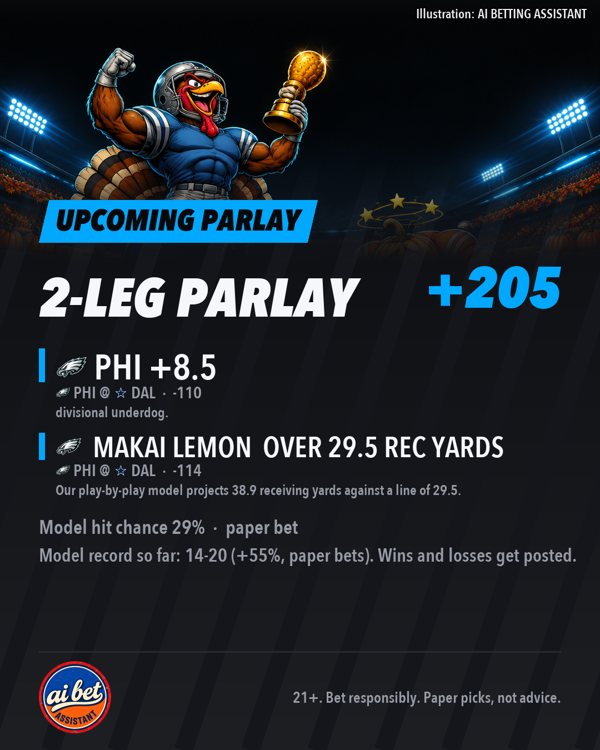 Illustration: AI BETTING ASSISTANT
UPCOMING PARLAY
2-LEG PARLAY
+205
PHI +8.5
PHI @ DAL · -110
divisional underdog.
MAKAI LEMON OVER 29.5 REC YARDS
PHI @ DAL · -114
Our play-by-play model projects 38.9 receiving yards against a line of 29.5.
Model hit chance 29% · paper bet
Model record so far: 14-20 (+55%, paper bets). Wins and losses get posted.
ai bet
ASSISTANT
21+. Bet responsibly. Paper picks, not advice.